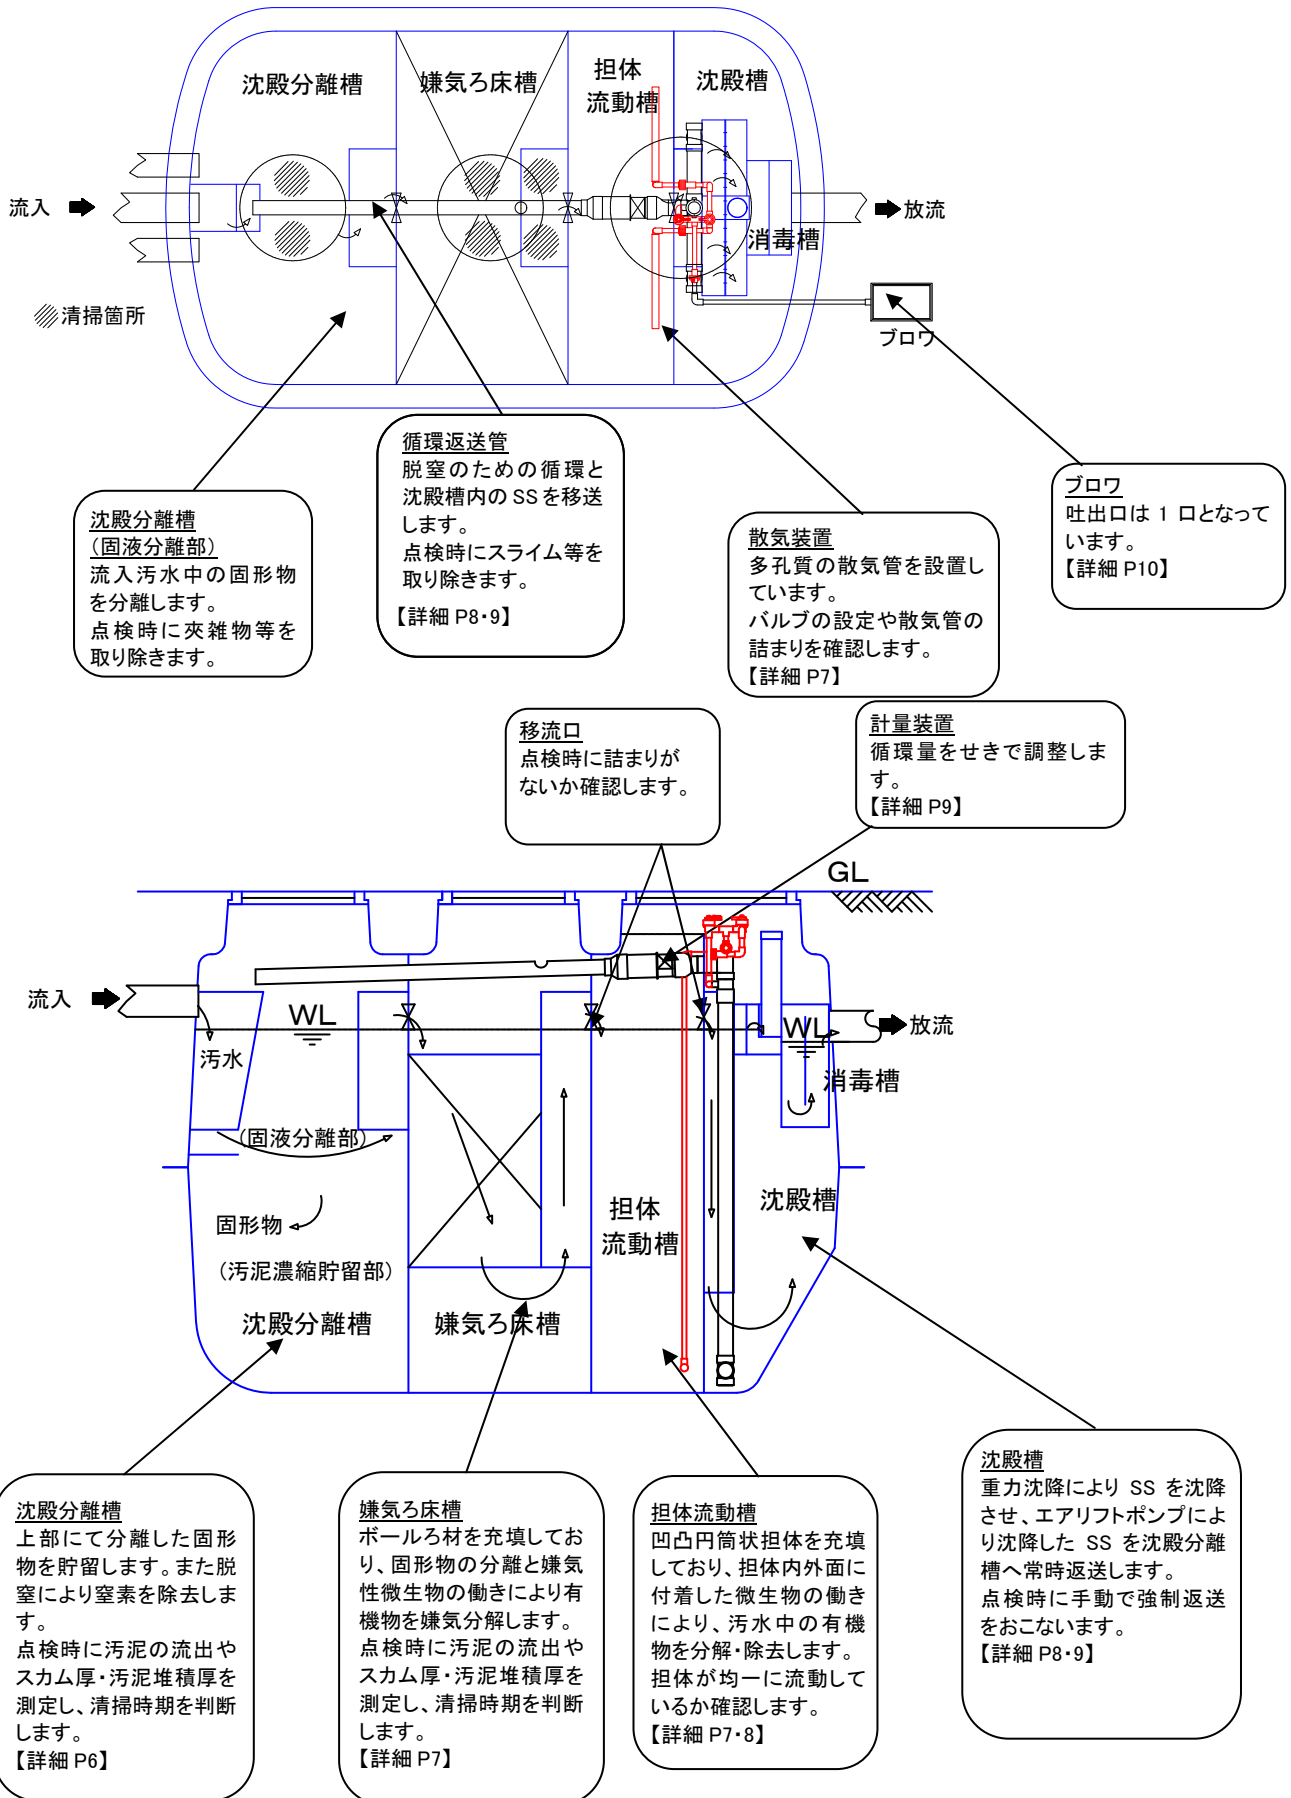 沈殿分離槽
嫌気ろ床槽
担体
流動槽
沈殿槽
流入
放流
消毒槽
清掃箇所
ブロワ
循環返送管
脱窒のための循環と
沈殿槽内の SS を移送
します。
点検時にスライム等を
取り除きます。
【詳細 P8・9】
沈殿分離槽
（固液分離部）
流入汚水中の固形物
を分離します。
点検時に夾雑物等を
取り除きます。
散気装置
多孔質の散気管を設置し
ています。
バルブの設定や散気管の
詰まりを確認します。
【詳細 P7】
ブロワ
吐出口は 1 口となって
います。
【詳細 P10】
移流口
点検時に詰まりが
ないか確認します。
計量装置
循環量をせきで調整しま
す。
【詳細 P9】
GL
流入
WL
WL
放流
汚水
消毒槽
（固液分離部）
固形物
（汚泥濃縮貯留部）
沈殿分離槽
嫌気ろ床槽
担体
流動槽
沈殿槽
沈殿分離槽
上部にて分離した固形
物を貯留します。また脱
窒により窒素を除去しま
す。
点検時に汚泥の流出や
スカム厚・汚泥堆積厚を
測定し、清掃時期を判断
します。
【詳細 P6】
嫌気ろ床槽
ボールろ材を充填してお
り、固形物の分離と嫌気
性微生物の働きにより有
機物を嫌気分解します。
点検時に汚泥の流出や
スカム厚・汚泥堆積厚を
測定し、清掃時期を判断
します。
【詳細 P7】
担体流動槽
凹凸円筒状担体を充填
しており、担体内外面に
付着した微生物の働き
により、汚水中の有機
物を分解・除去します。
担体が均一に流動して
いるか確認します。
【詳細 P7・8】
沈殿槽
重力沈降により SS を沈降
させ、エアリフトポンプによ
り沈降した SS を沈殿分離
槽へ常時返送します。
点検時に手動で強制返送
をおこないます。
【詳細 P8・9】